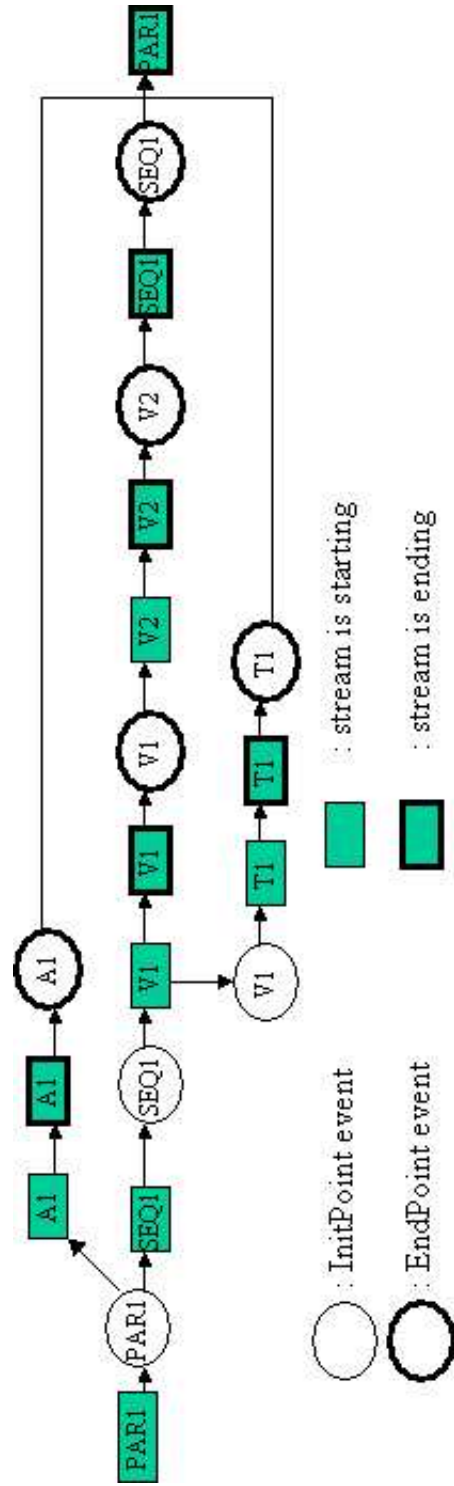 PAR1
PAR1
A1
A1
A1
SEQ1
SEQ1
V1
V1
V1
V2
V2
V2
SEQ1
SEQ1
PAR1
V1
T1
T1
T1
: InitPoint event
: stream is starting
: EndPoint event
: stream is ending